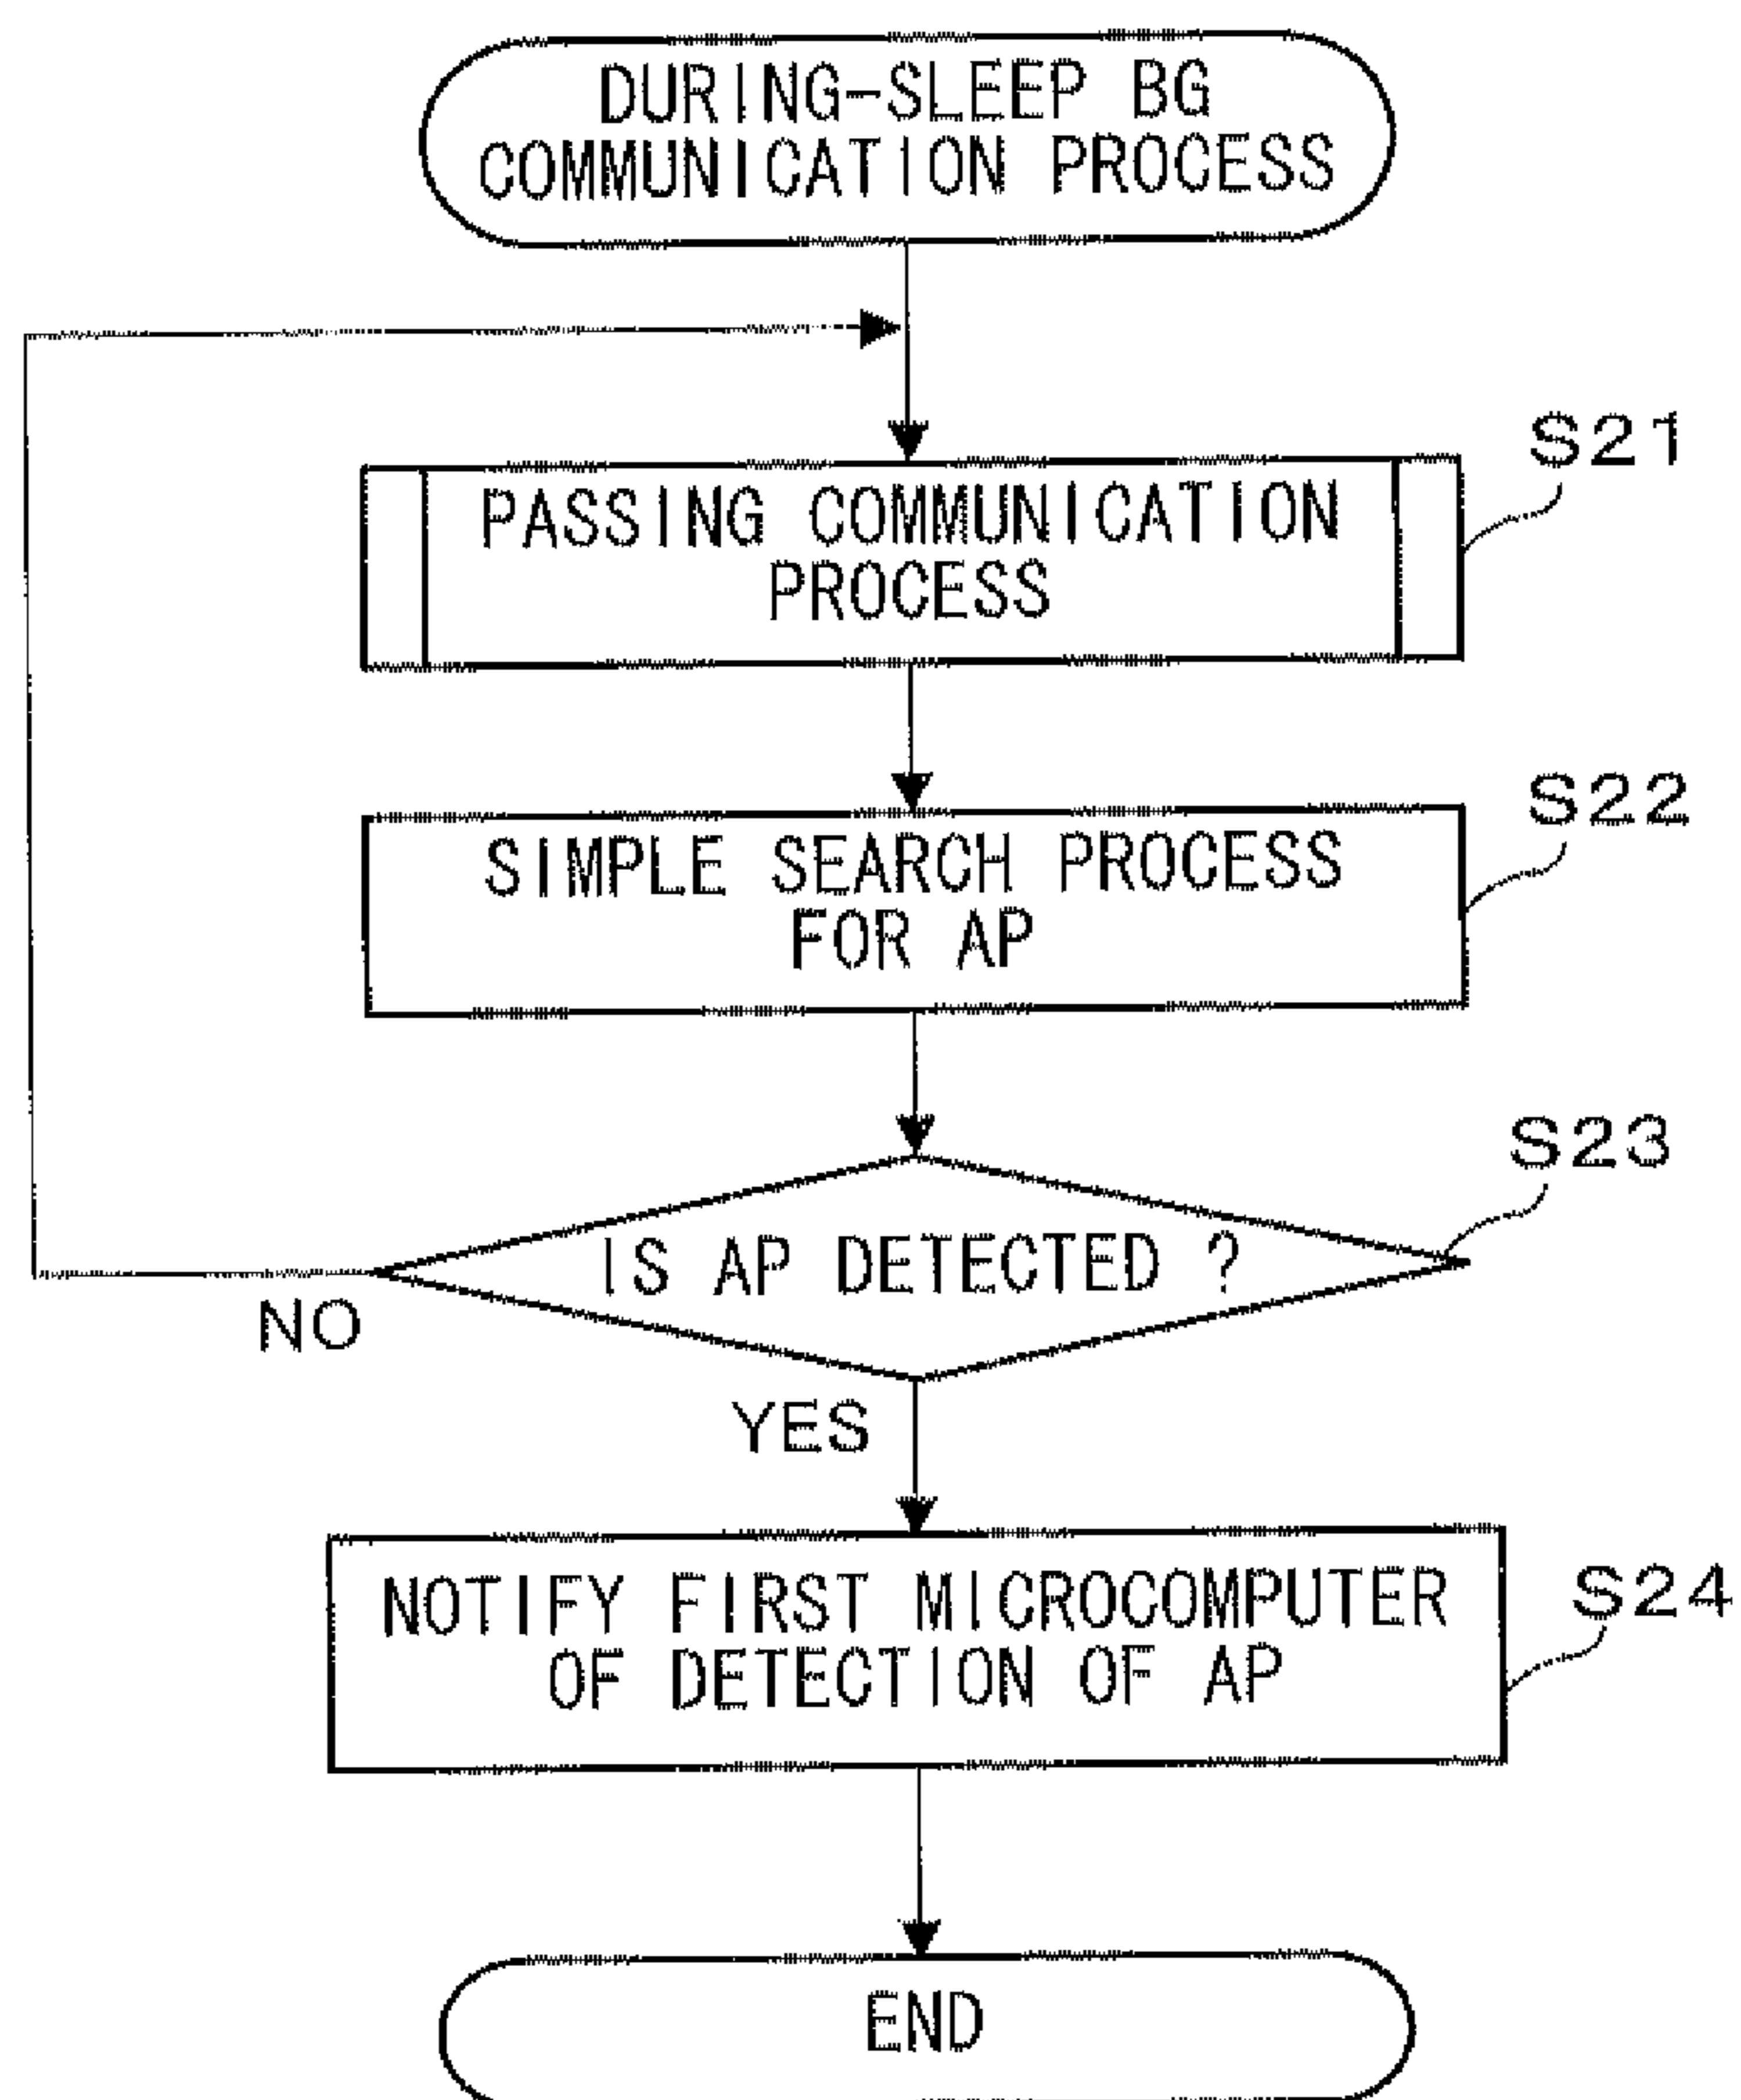 DURING-SLEEP BG
COMMUNICATION PROCESS
S21
PASSING COMMUNICATION
PROCESS
S22
SIMPLE SEARCH PROCESS
FOR AP
S23
IS AP DETECTED ?
NO
YES
S24
NOTIFY FIRST MICROCOMPUTER
OF DETECTION OF AP
END